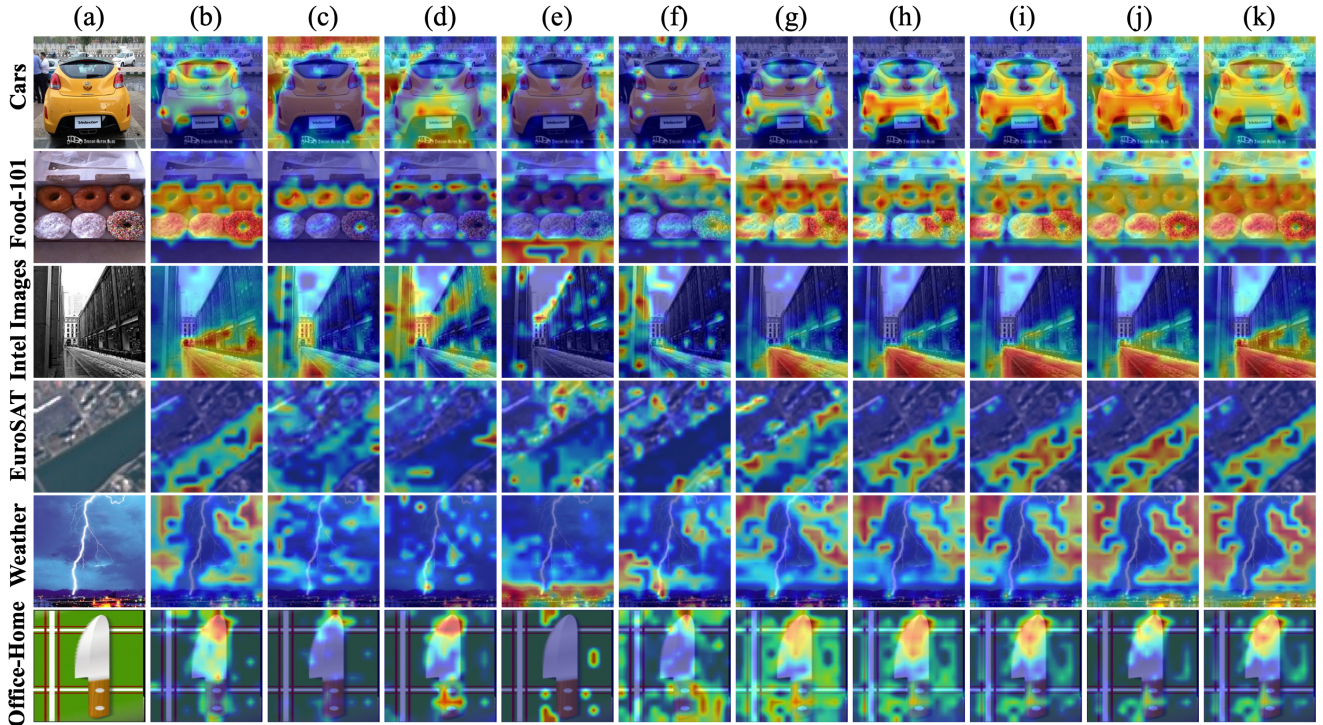 (a) (b) (c) (d) (e) (f) (g) (h) (i) (j) (k)
Cars
Food-101
Intel Images
EuroSAT
Weather
Office-Home